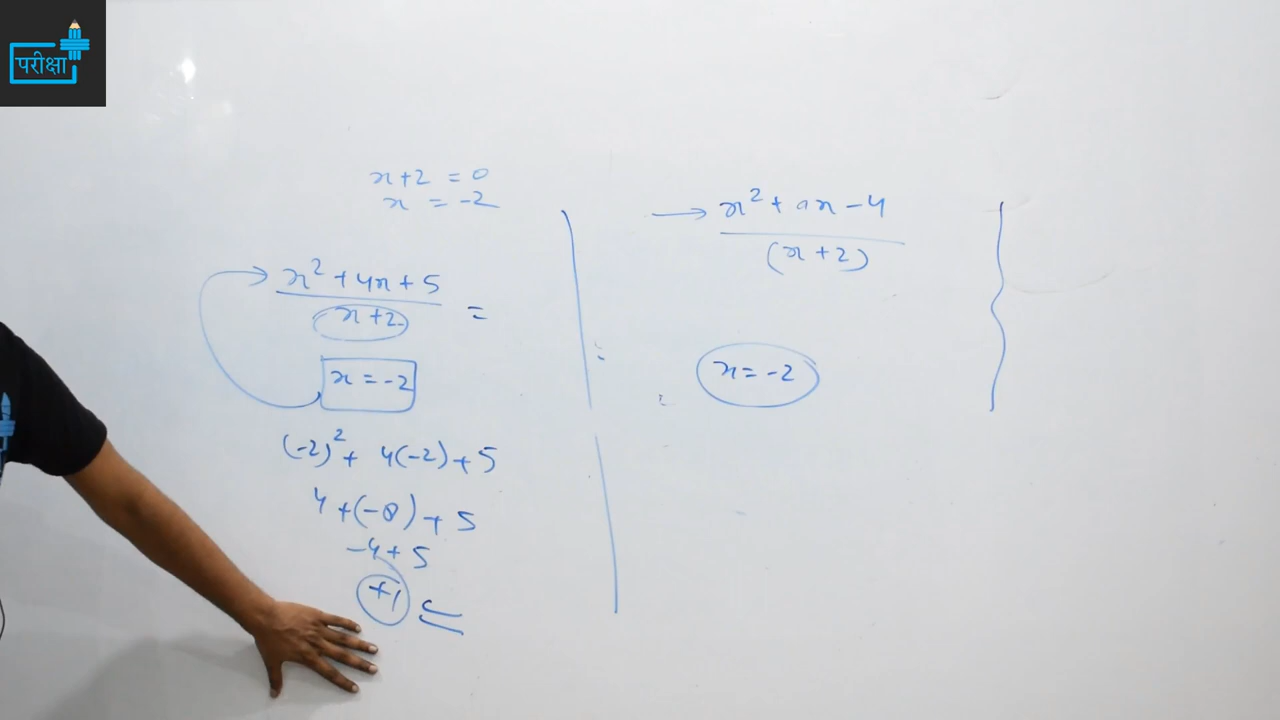 परीक्षा
x+2 = 0
x = -2
x² + 4x + 5
x+2 =
x = -2
(-2)² + 4(-2) + 5
4 + (-8) + 5
-4 + 5
+1
→ x² + ax - 4
(x + 2)
x = -2